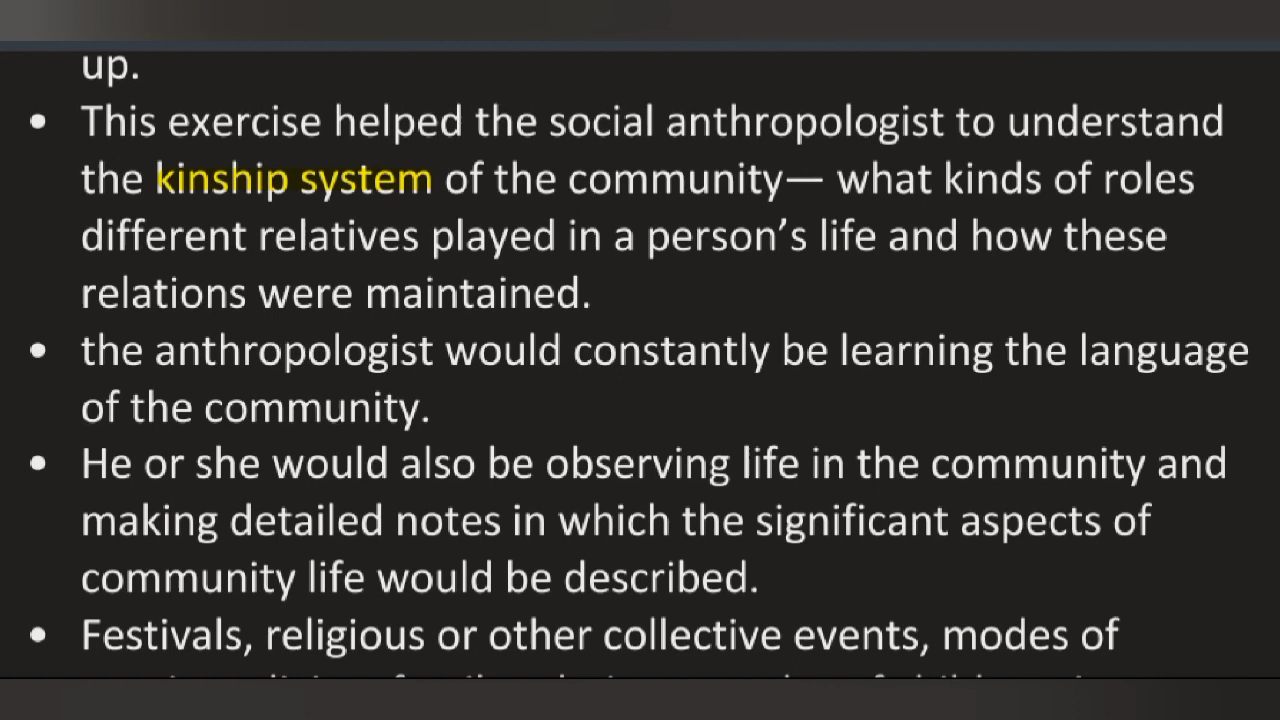 up.
• This exercise helped the social anthropologist to understand
the kinship system of the community— what kinds of roles
different relatives played in a person’s life and how these
relations were maintained.
• the anthropologist would constantly be learning the language
of the community.
• He or she would also be observing life in the community and
making detailed notes in which the significant aspects of
community life would be described.
• Festivals, religious or other collective events, modes of